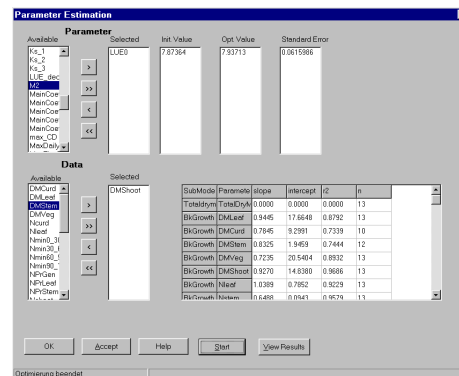 Parameter Estimation
Parameter
Available Selected Init. Value Opt. Value Standard Error
Ks_1 LUE0 7.87364 7.93713 0.0615986
Ks_2
Ks_3
LUE_dec
M2
MainCoe
MainCoe
MainCoe
MainCoe
max_CD
MaxDaily
>
>>
<
<<
Data
Available Selected
DMCurd DMShoot
DMLeaf
DMStem
DMVeg
Ncurd
Nleaf
Nmin0_3
Nmin30_
Nmin60_
Nmin90_
NPrGen
NPrLeaf
NPrStem
>
>>
<
<<
SubMode Paramete slope intercept r2 n
Totaldrym TotalDryM 0.0000 0.0000 0.0000 13
BkGrowth DMLeaf 0.9445 17.6648 0.8792 13
BkGrowth DMCurd 0.7845 9.2991 0.7339 10
BkGrowth DMStem 0.8325 1.9459 0.7444 12
BkGrowth DMVeg 0.7235 20.5404 0.8932 13
BkGrowth DMShoot 0.9270 14.8380 0.9686 13
BkGrowth Nleaf 1.0389 0.7852 0.9229 13
BkGrowth Nstem 0.6488 0.0943 0.9579 13
OK Accept Help Start View Results
Optimierung beendet